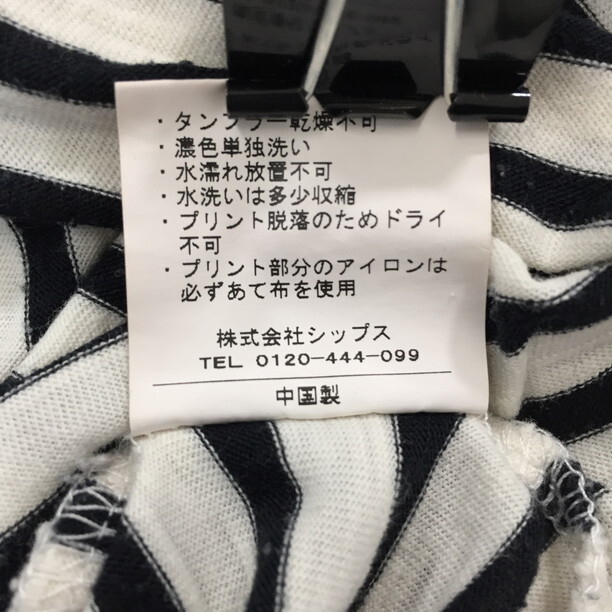 ・タンブラー乾燥不可
・濃色単独洗い
・水濡れ放置不可
・水洗いは多少収縮
・プリント脱落のためドライ
不可
・プリント部分のアイロンは
必ずあて布を使用
株式会社シップス
TEL 0120-444-099
中国製